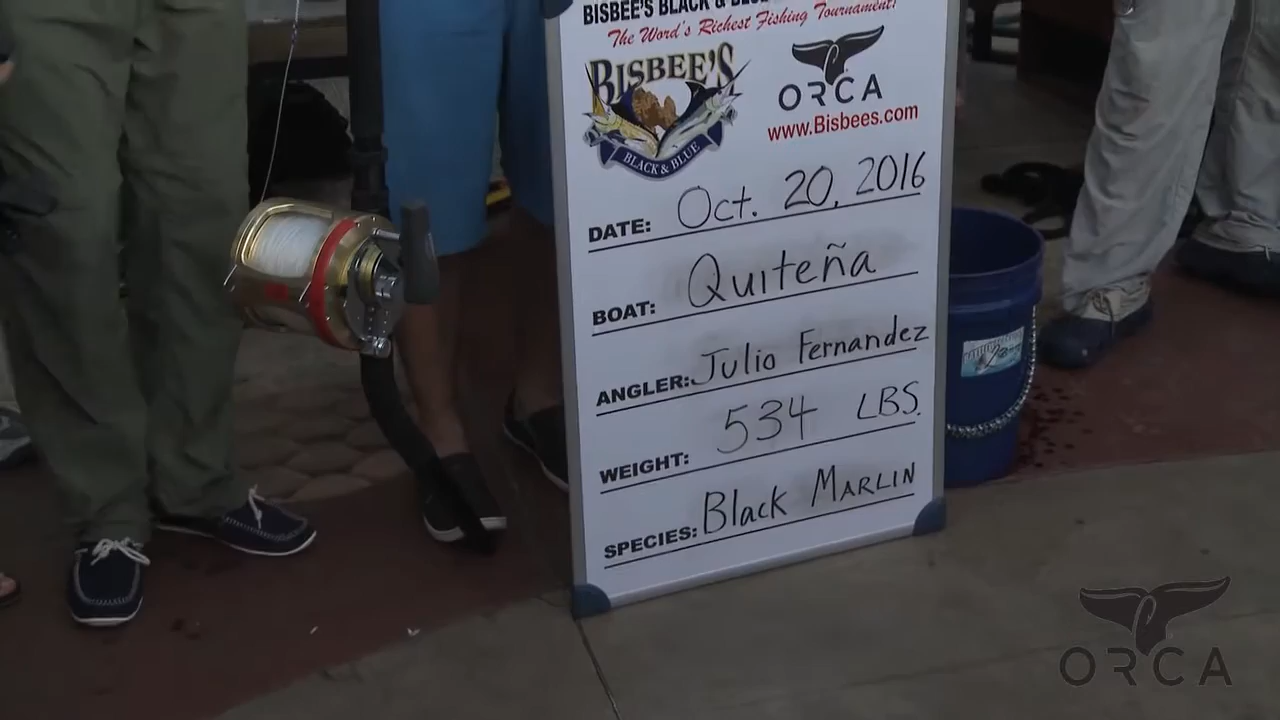 BISBEE'S BLACK & BLUE
The Word's Richest Fishing Tournament!
BISBEE'S
BLACK & BLUE
ORCA
www.Bisbees.com
DATE: Oct. 20, 2016
BOAT: Quiteña
ANGLER: Julio Fernandez
WEIGHT: 534 LBS.
SPECIES: Black MARLIN
ORCA